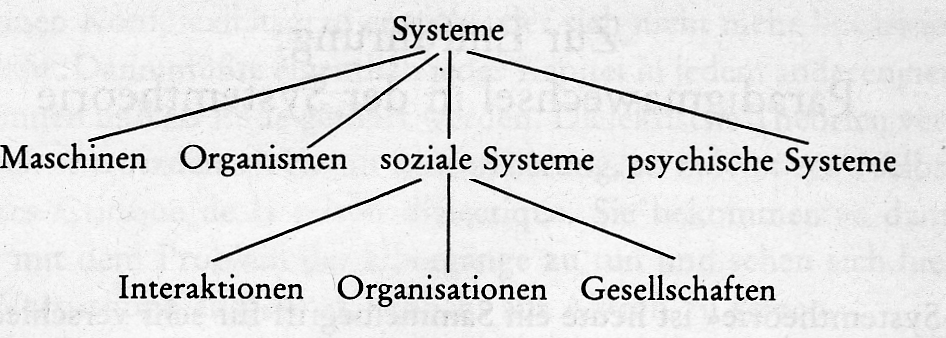 Systeme
Maschinen Organismen soziale Systeme psychische Systeme
Interaktionen Organisationen Gesellschaften